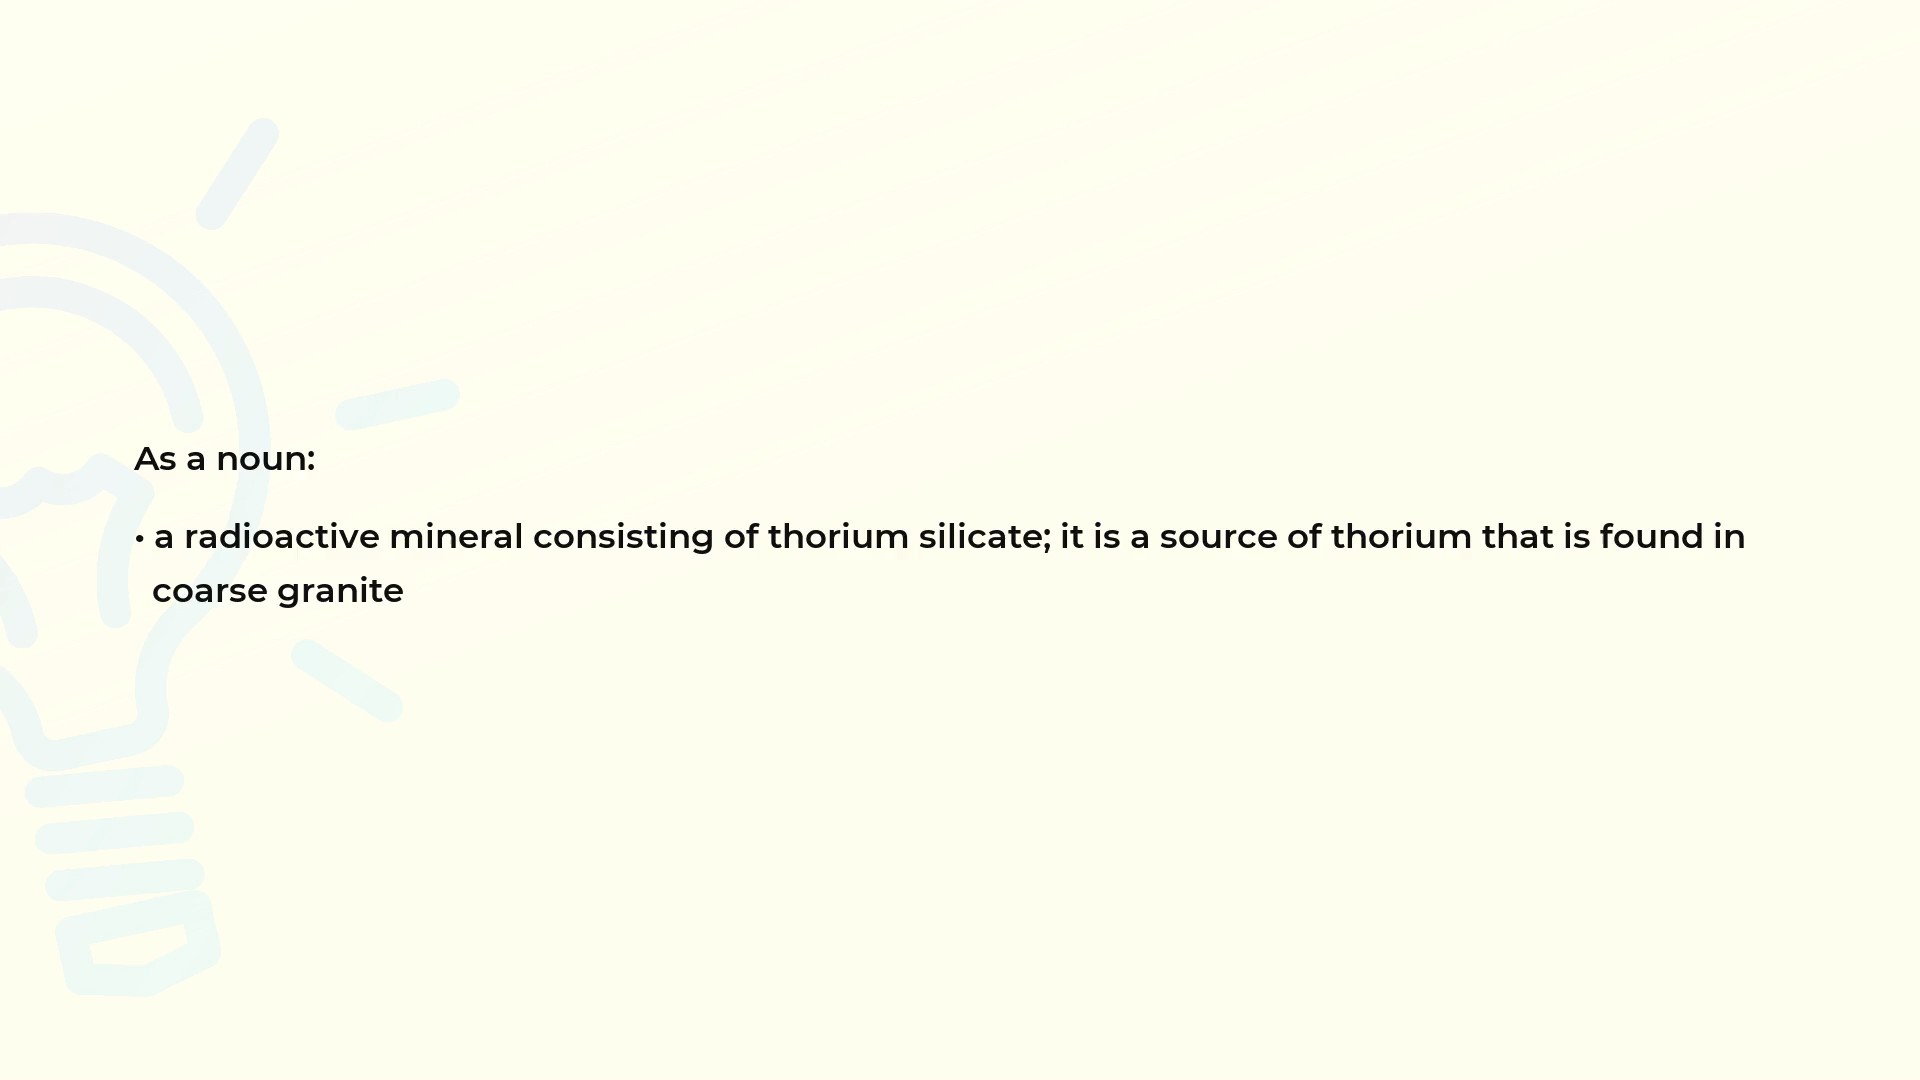 As a noun:
• a radioactive mineral consisting of thorium silicate; it is a source of thorium that is found in
coarse granite